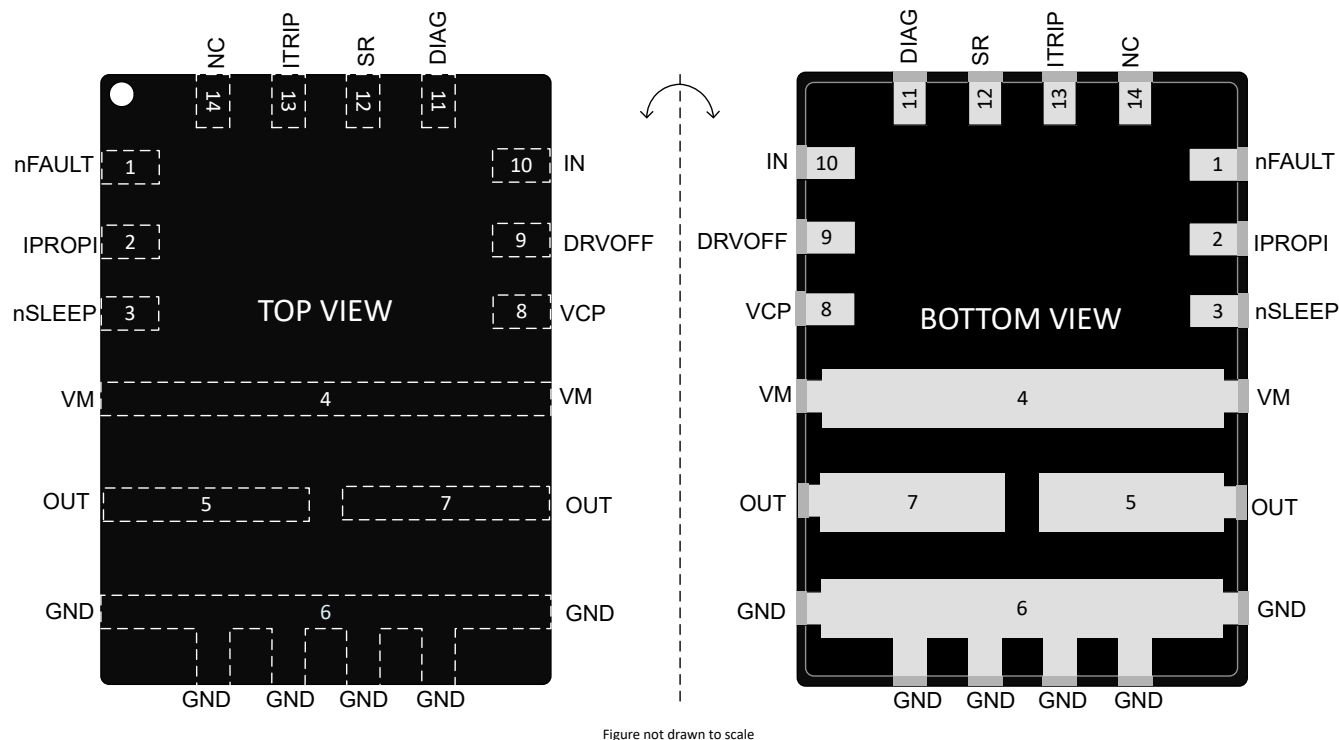 NC ITRIP SR DIAG
14 13 12 11
nFAULT 1 10 IN
IPROPI 2 9 DRVOFF
nSLEEP 3 TOP VIEW 8 VCP
VM 4 VM
OUT 5 7 OUT
GND 6 GND
GND GND GND GND
DIAG SR ITRIP NC
11 12 13 14
IN 10 1 nFAULT
DRVOFF 9 2 IPROPI
VCP 8 BOTTOM VIEW 3 nSLEEP
VM 4 VM
OUT 7 5 OUT
GND 6 GND
GND GND GND GND
Figure not drawn to scale